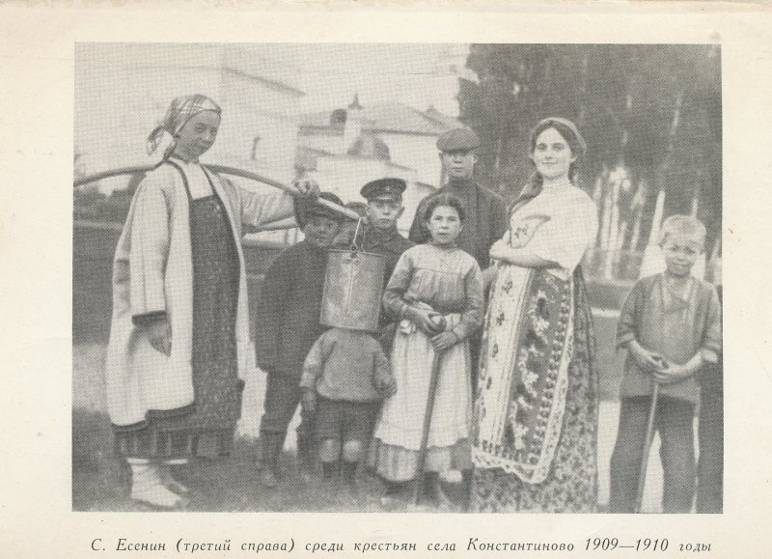 С. Есенин (третий справа) среди крестьян села Константиново 1909—1910 годы